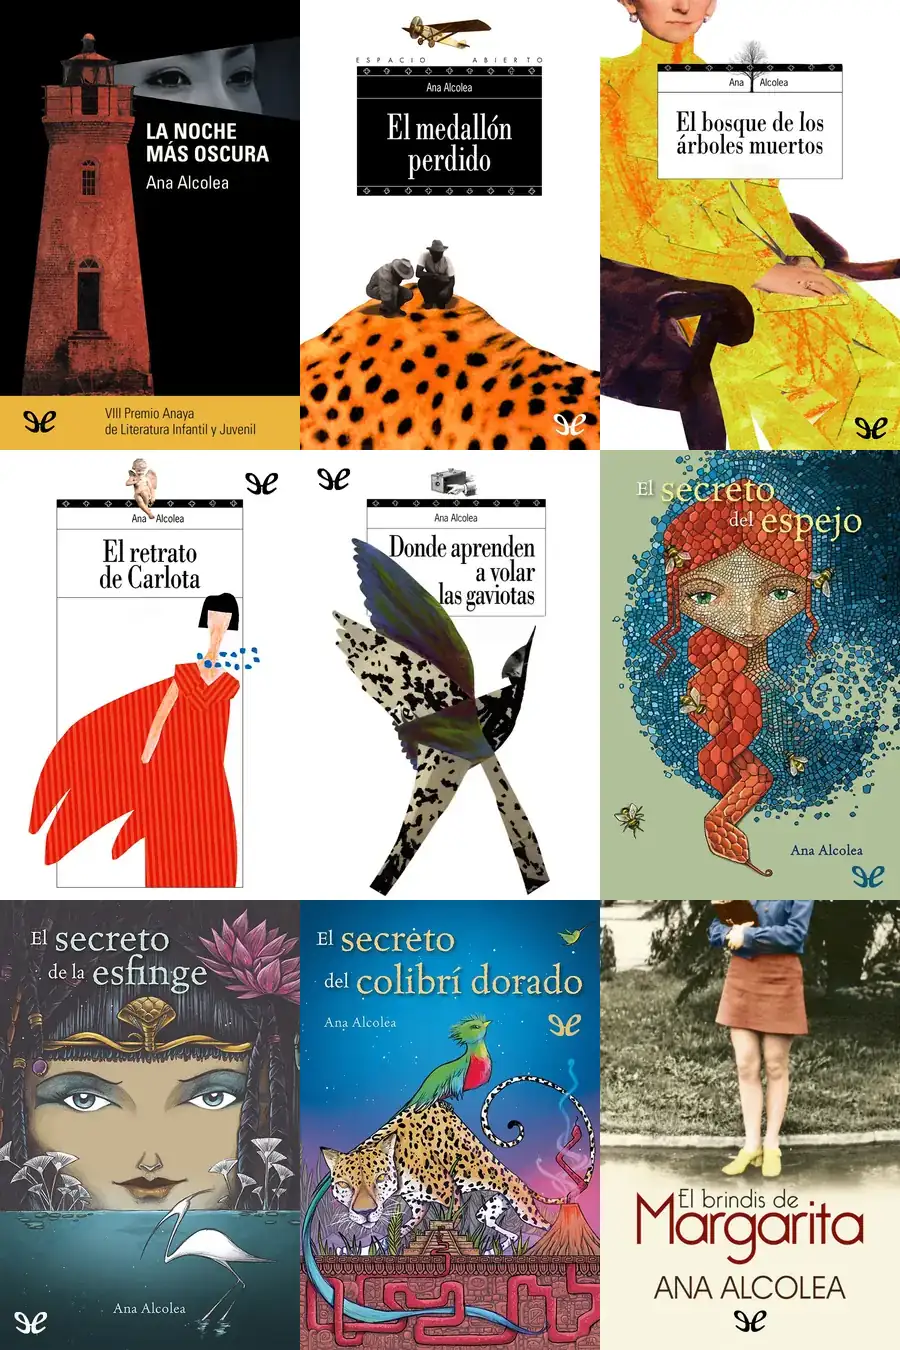 LA NOCHE
MÁS OSCURA
Ana Alcolea
VIII Premio Anaya
de Literatura Infantil y Juvenil
ESPACIO ABIERTO
Ana Alcolea
El medallón
perdido
Ana Alcolea
El bosque de los
árboles muertos
Ana Alcolea
El retrato
de Carlota
Ana Alcolea
Donde aprenden
a volar
las gaviotas
El secreto
del espejo
Ana Alcolea
El secreto
de la esfinge
Ana Alcolea
El secreto
del colibrí dorado
Ana Alcolea
El brindis de
Margarita
ANA ALCOLEA